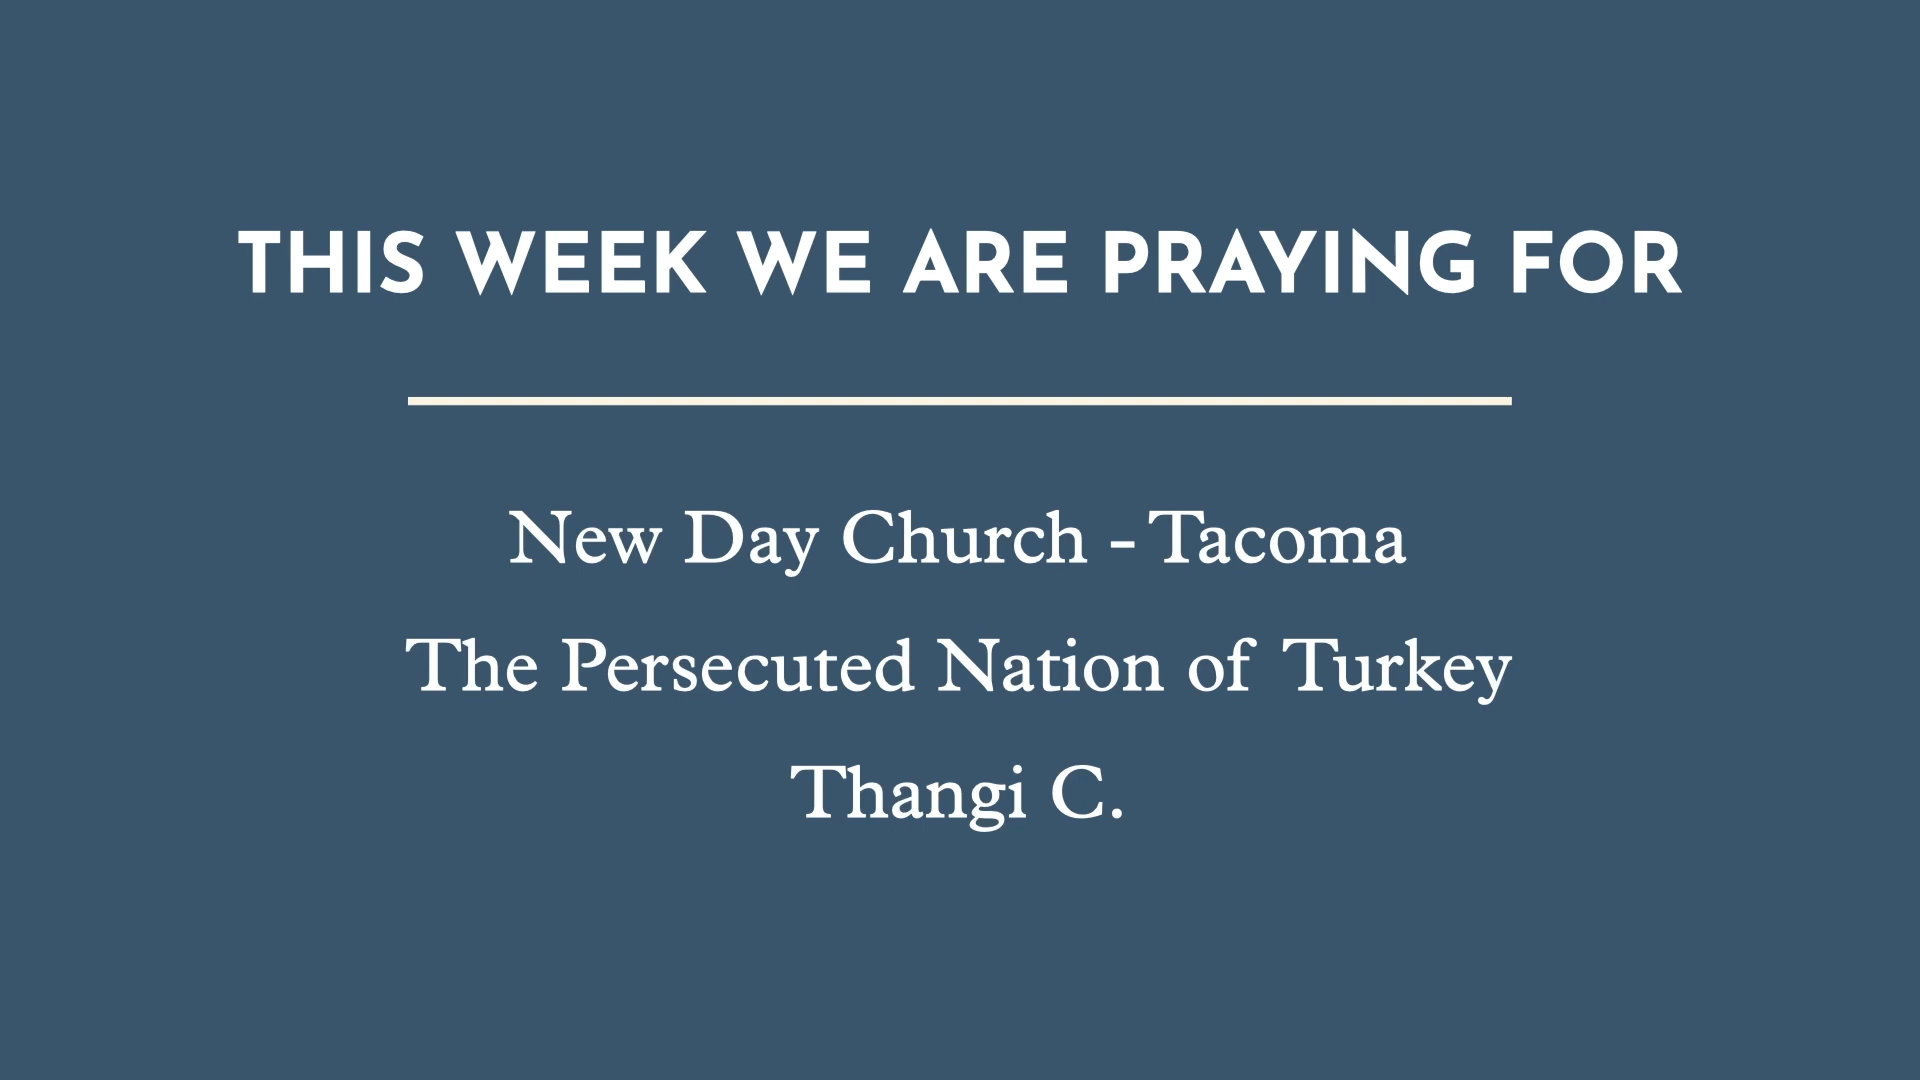 THIS WEEK WE ARE PRAYING FOR
New Day Church - Tacoma
The Persecuted Nation of Turkey
Thangi C.